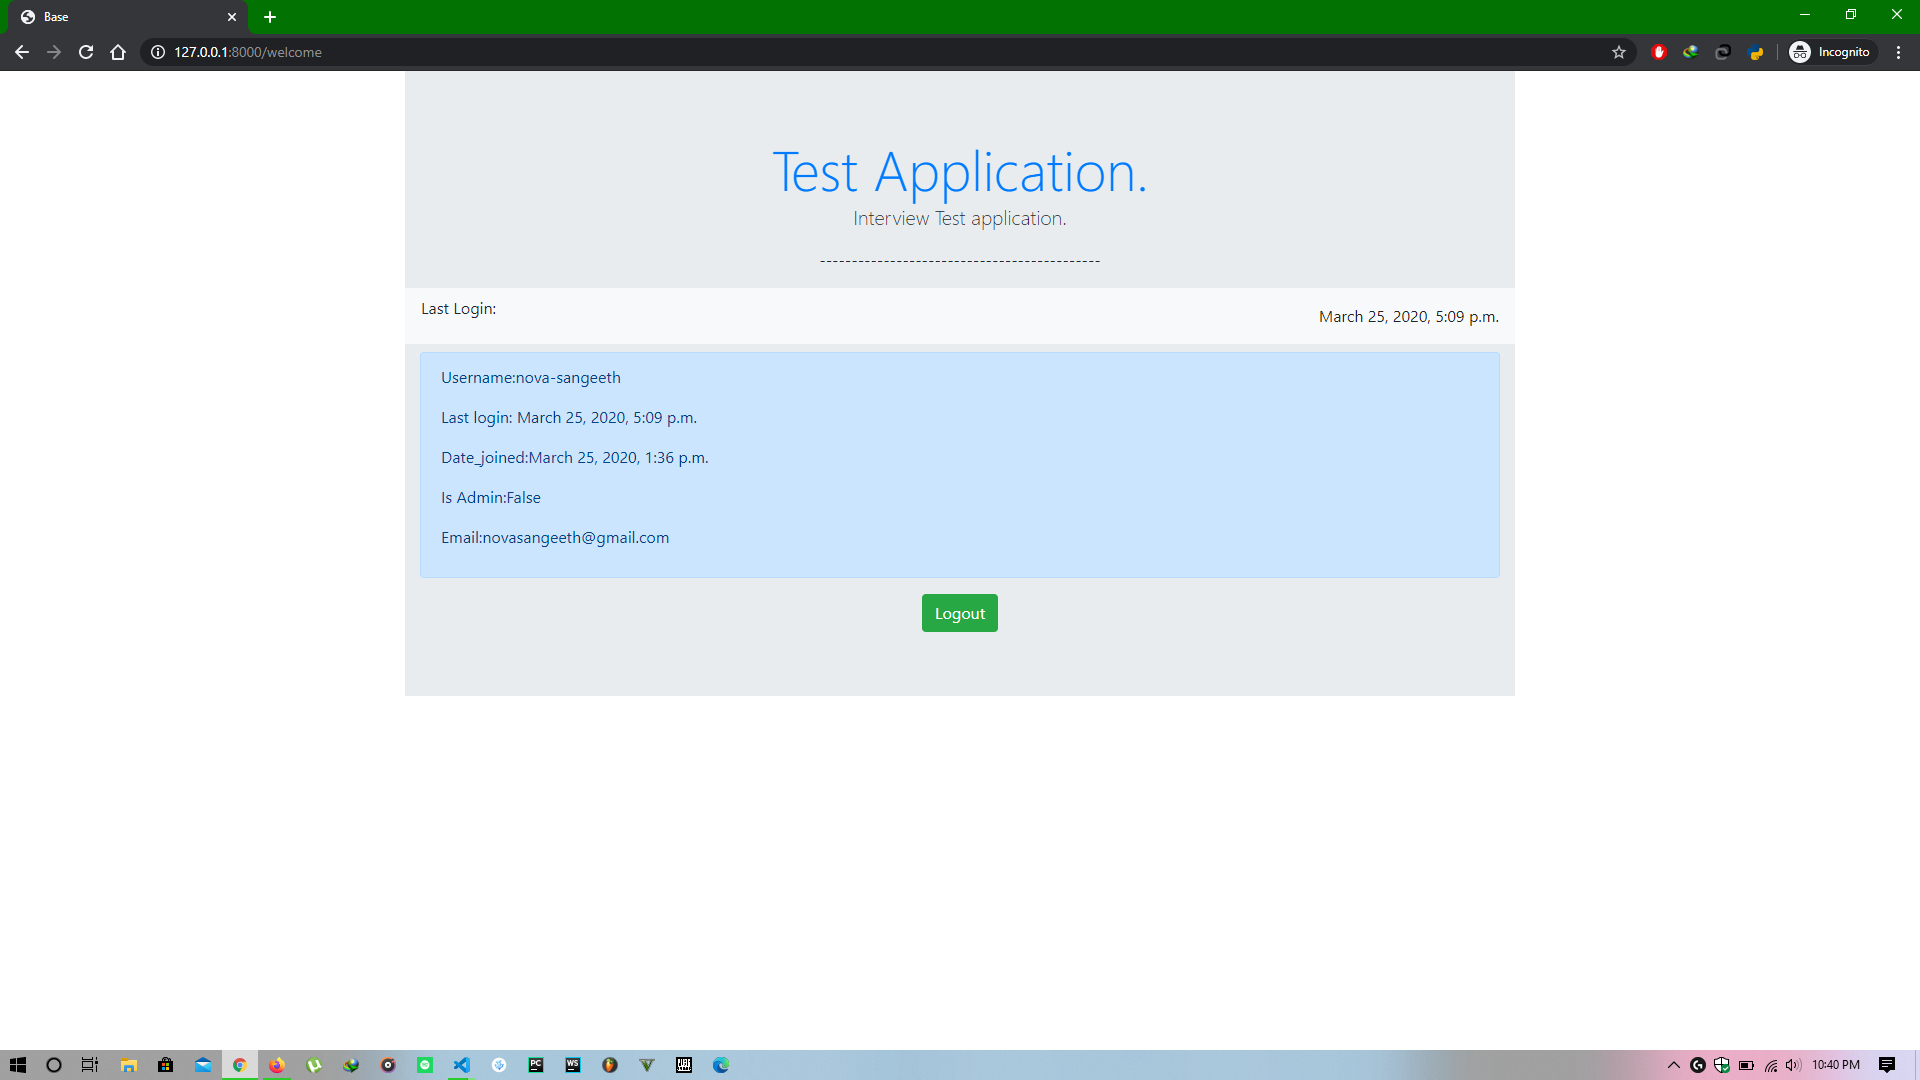 Base
127.0.0.1:8000/welcome
Incognito
Test Application.
Interview Test application.
--------------------------------------------
Last Login:
March 25, 2020, 5:09 p.m.
Username:nova-sangeeth
Last login: March 25, 2020, 5:09 p.m.
Date_joined:March 25, 2020, 1:36 p.m.
Is Admin:False
Email:novasangeeth@gmail.com
Logout
PC
WS
10:40 PM